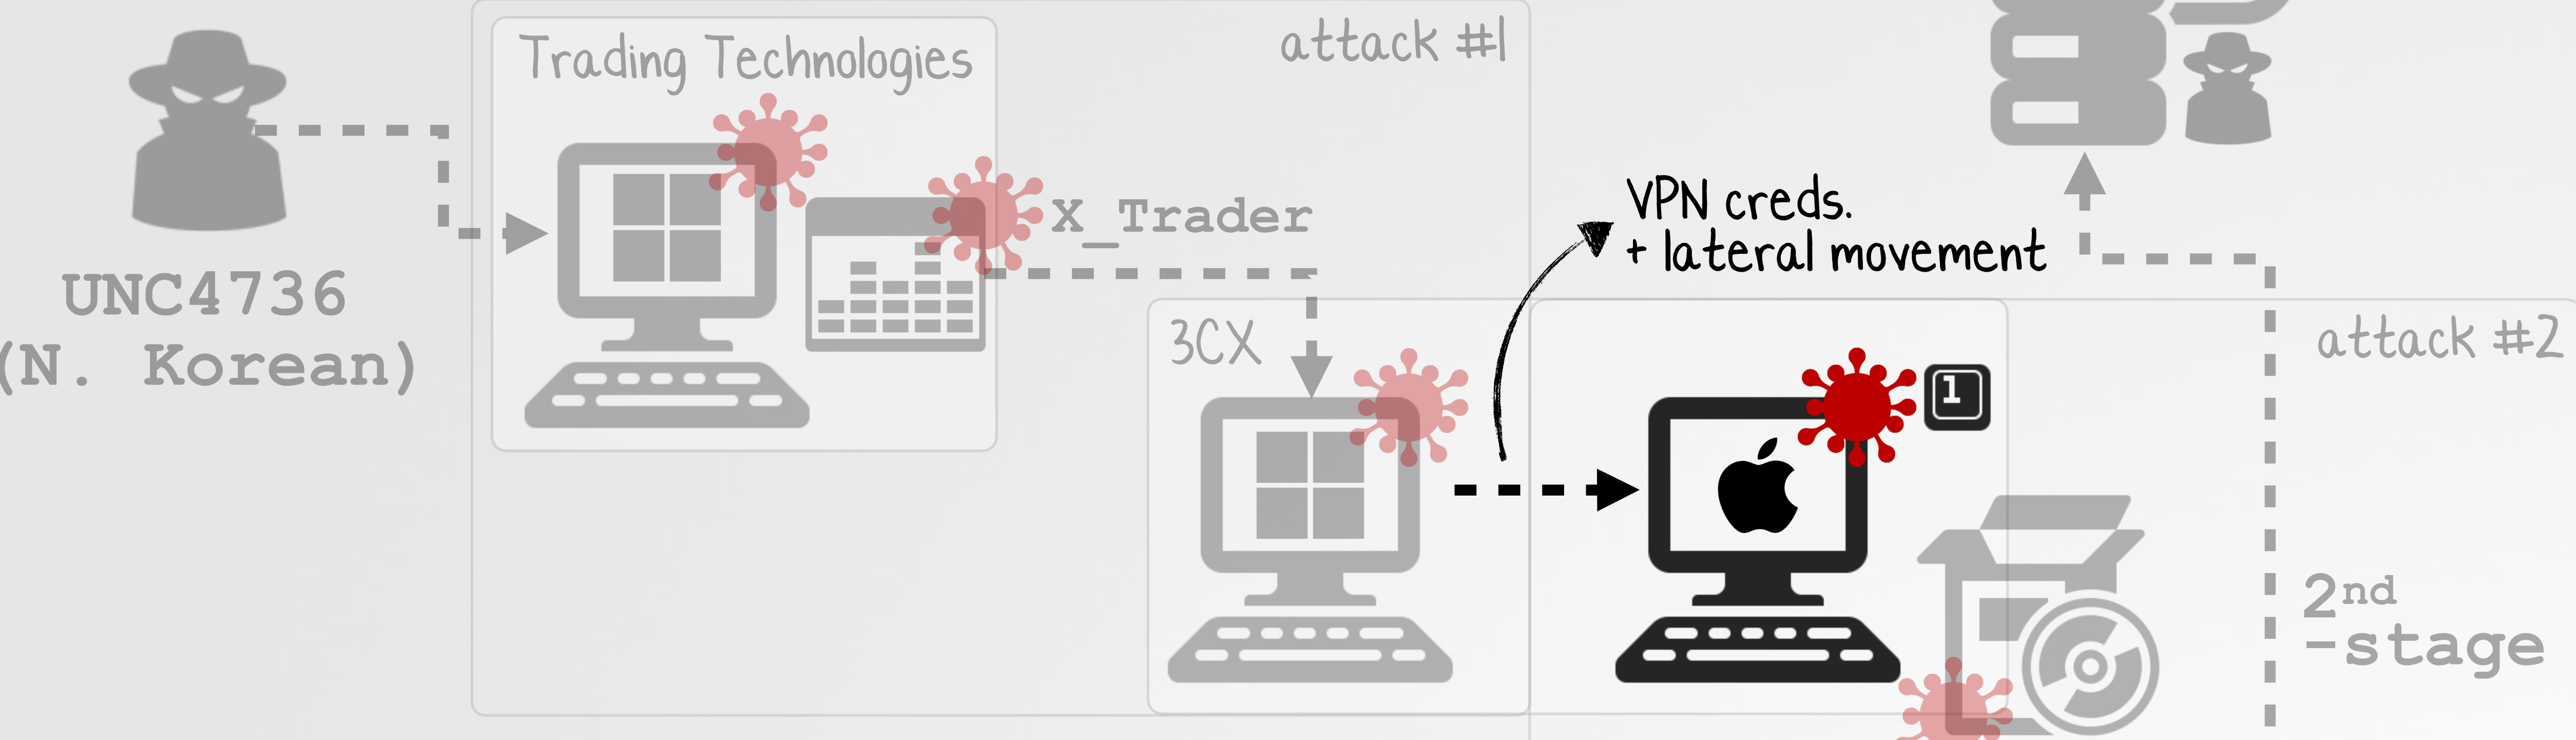 Trading Technologies
attack #1
X_Trader
VPN creds.
+ lateral movement
UNC4736
(N. Korean)
3CX
1
attack #2
2nd
-stage